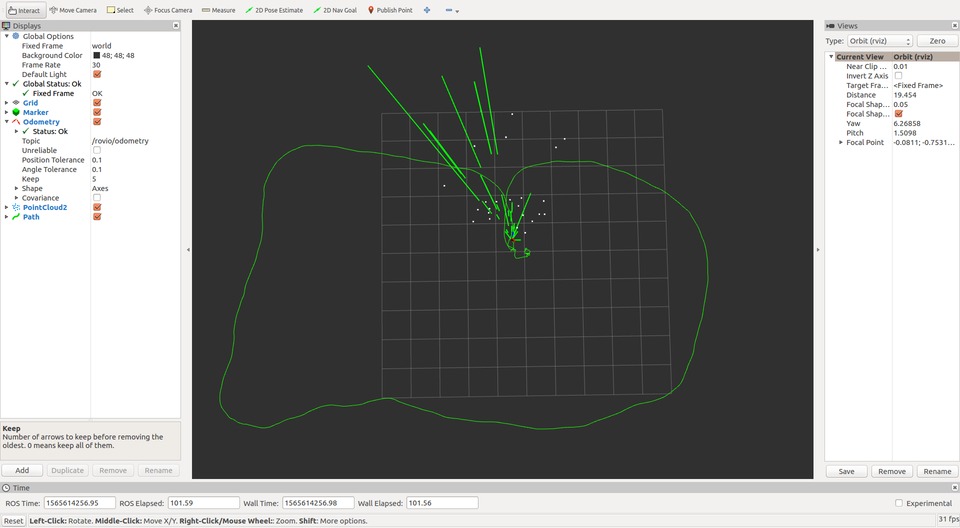 Interact Move Camera Select Focus Camera Measure 2D Pose Estimate 2D Nav Goal Publish Point
Displays
Global Options
Fixed Frame world
Background Color 48; 48; 48
Frame Rate 30
Default Light
Global Status: Ok
Fixed Frame OK
Grid
Marker
Odometry
Status: Ok
Topic /rovio/odometry
Unreliable
Position Tolerance 0.1
Angle Tolerance 0.1
Keep 5
Shape Axes
Covariance
PointCloud2
Path
Keep
Number of arrows to keep before removing the
oldest. 0 means keep all of them.
Add Duplicate Remove Rename
Views
Type: Orbit (rviz) Zero
Current View Orbit (rviz)
Near Clip ... 0.01
Invert Z Axis
Target Fra... <Fixed Frame>
Distance 19.454
Focal Shap... 0.05
Focal Shap...
Yaw 6.26858
Pitch 1.5098
Focal Point -0.0811; -0.7531...
Save Remove Rename
Time
ROS Time: 1565614256.95 ROS Elapsed: 101.59 Wall Time: 1565614256.98 Wall Elapsed: 101.56 Experimental
Reset Left-Click: Rotate. Middle-Click: Move X/Y. Right-Click/Mouse Wheel:: Zoom. Shift: More options. 31 fps